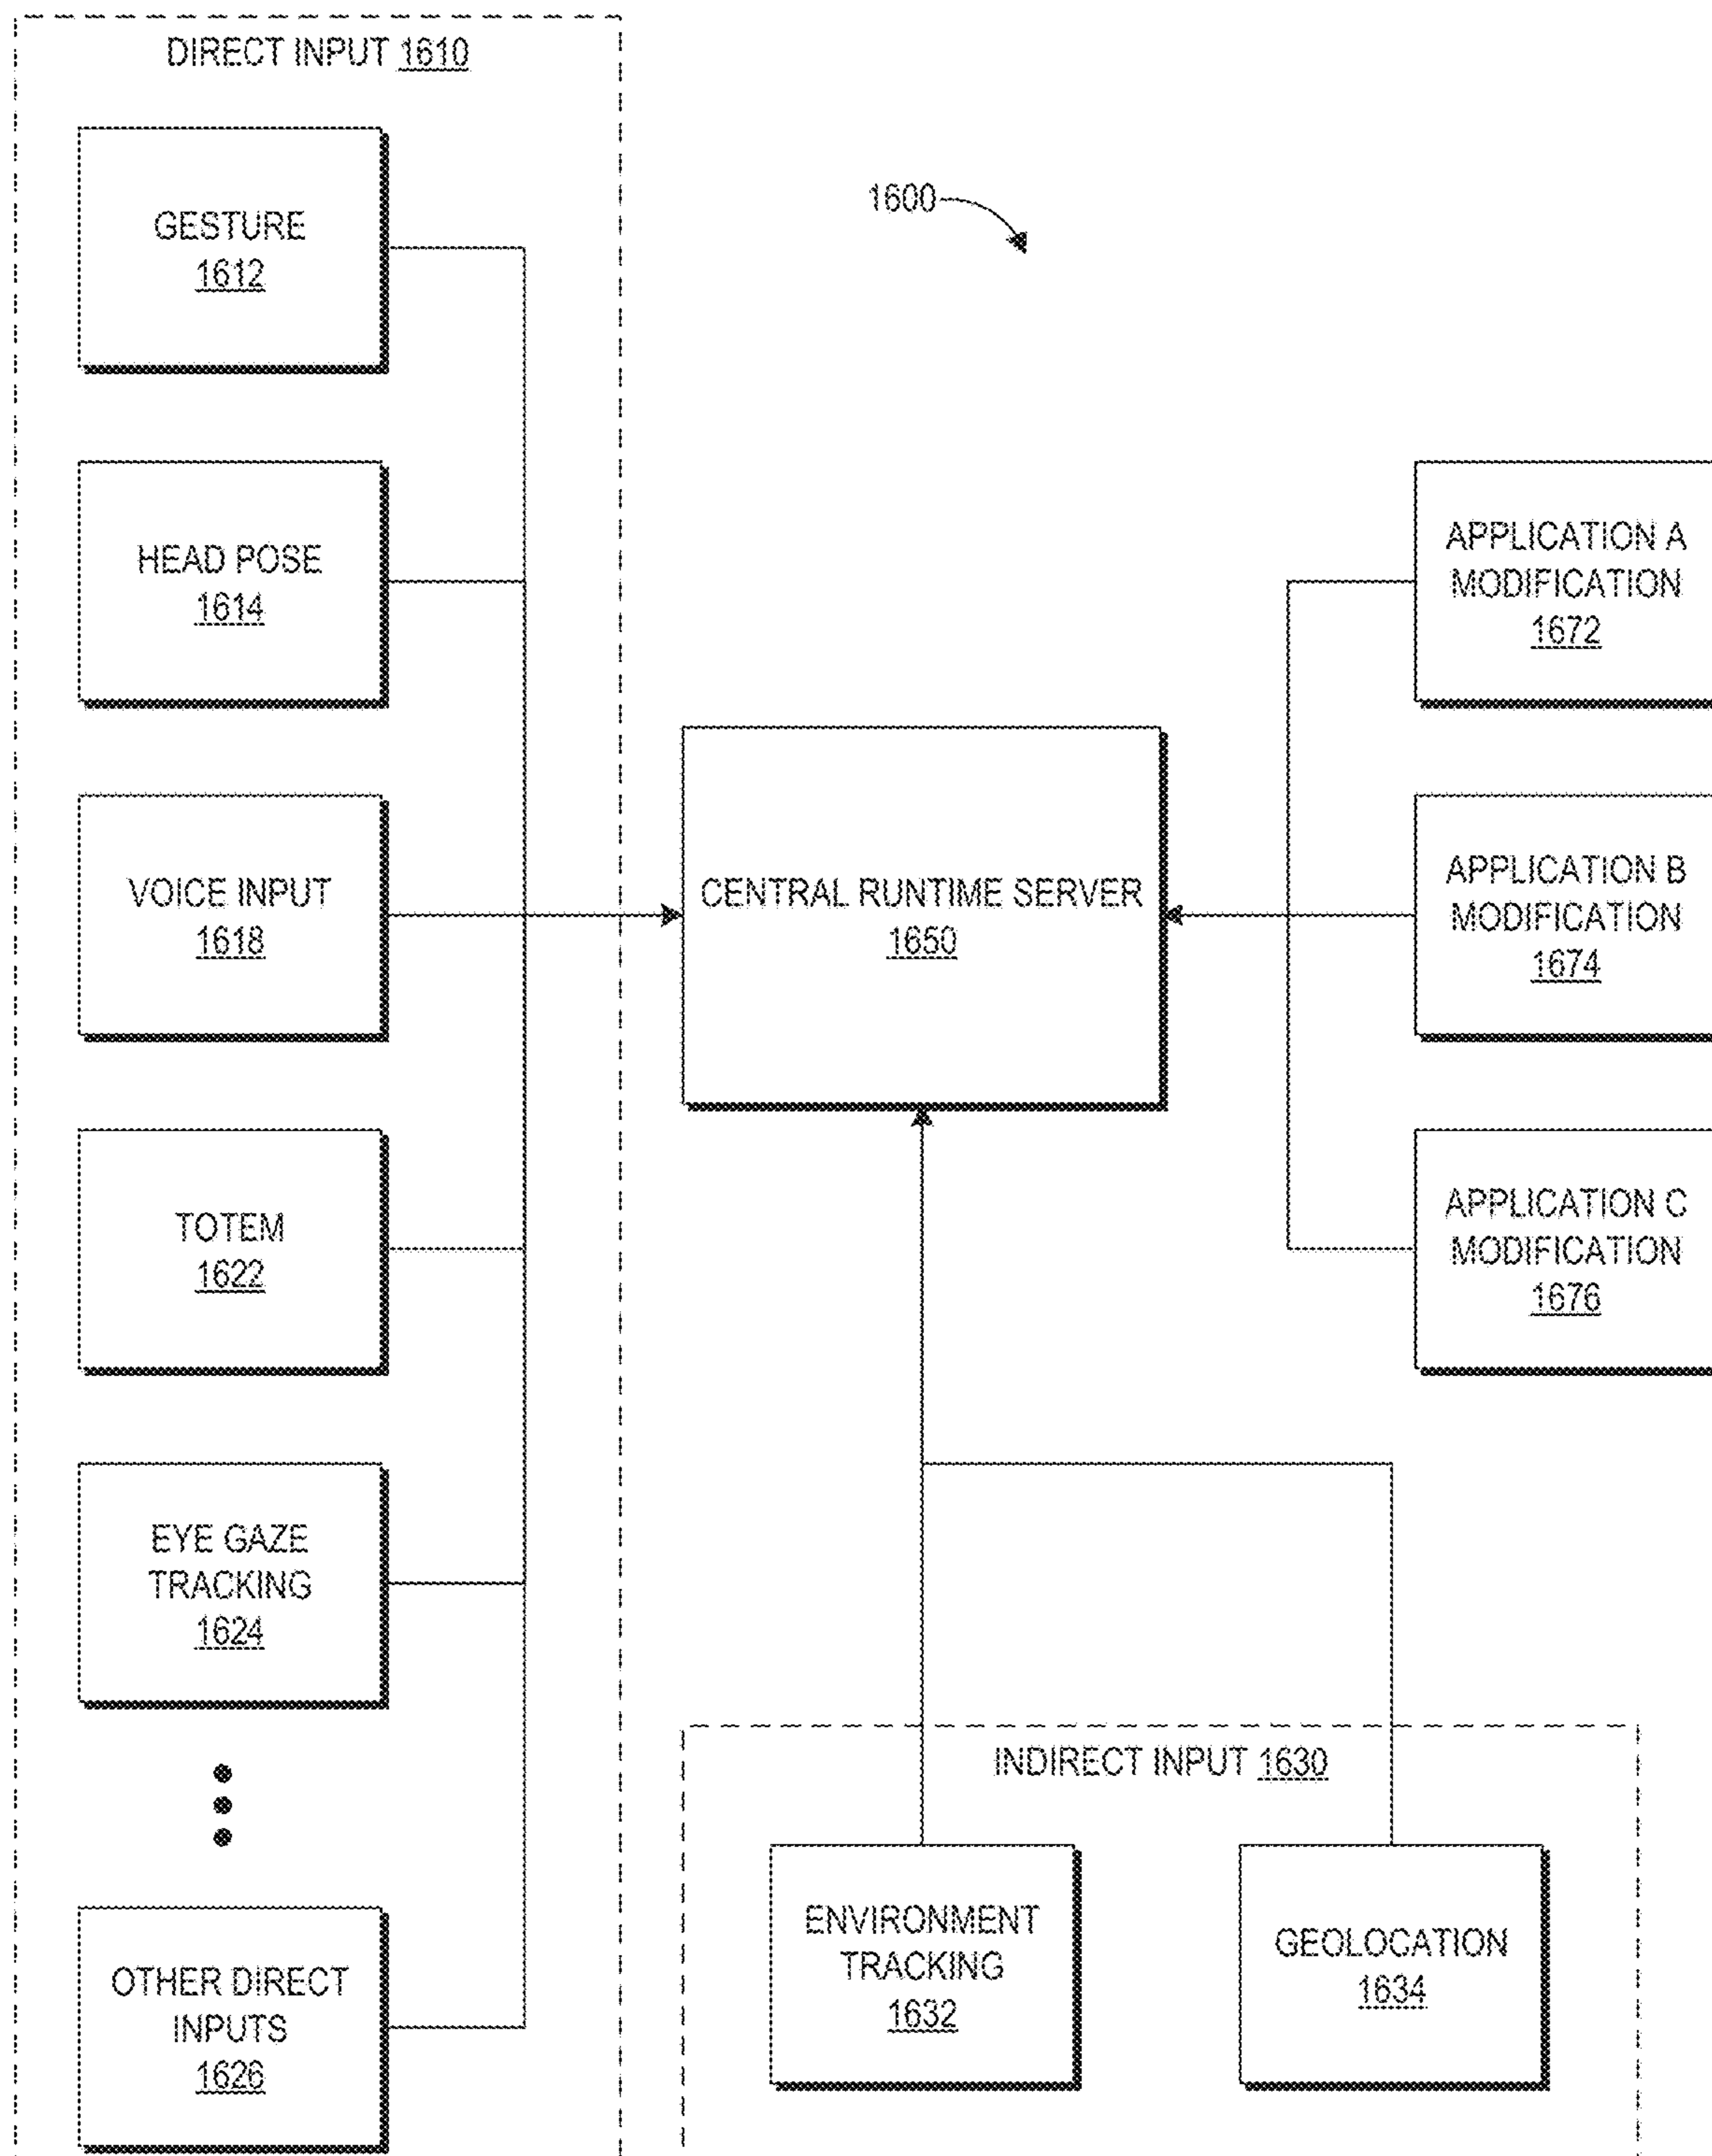 DIRECT INPUT 1610
GESTURE
1612
HEAD POSE
1614
VOICE INPUT
1618
TOTEM
1622
EYE GAZE
TRACKING
1624
OTHER DIRECT
INPUTS
1626
1600
CENTRAL RUNTIME SERVER
1650
APPLICATION A
MODIFICATION
1672
APPLICATION B
MODIFICATION
1674
APPLICATION C
MODIFICATION
1676
INDIRECT INPUT 1630
ENVIRONMENT
TRACKING
1632
GEOLOCATION
1634